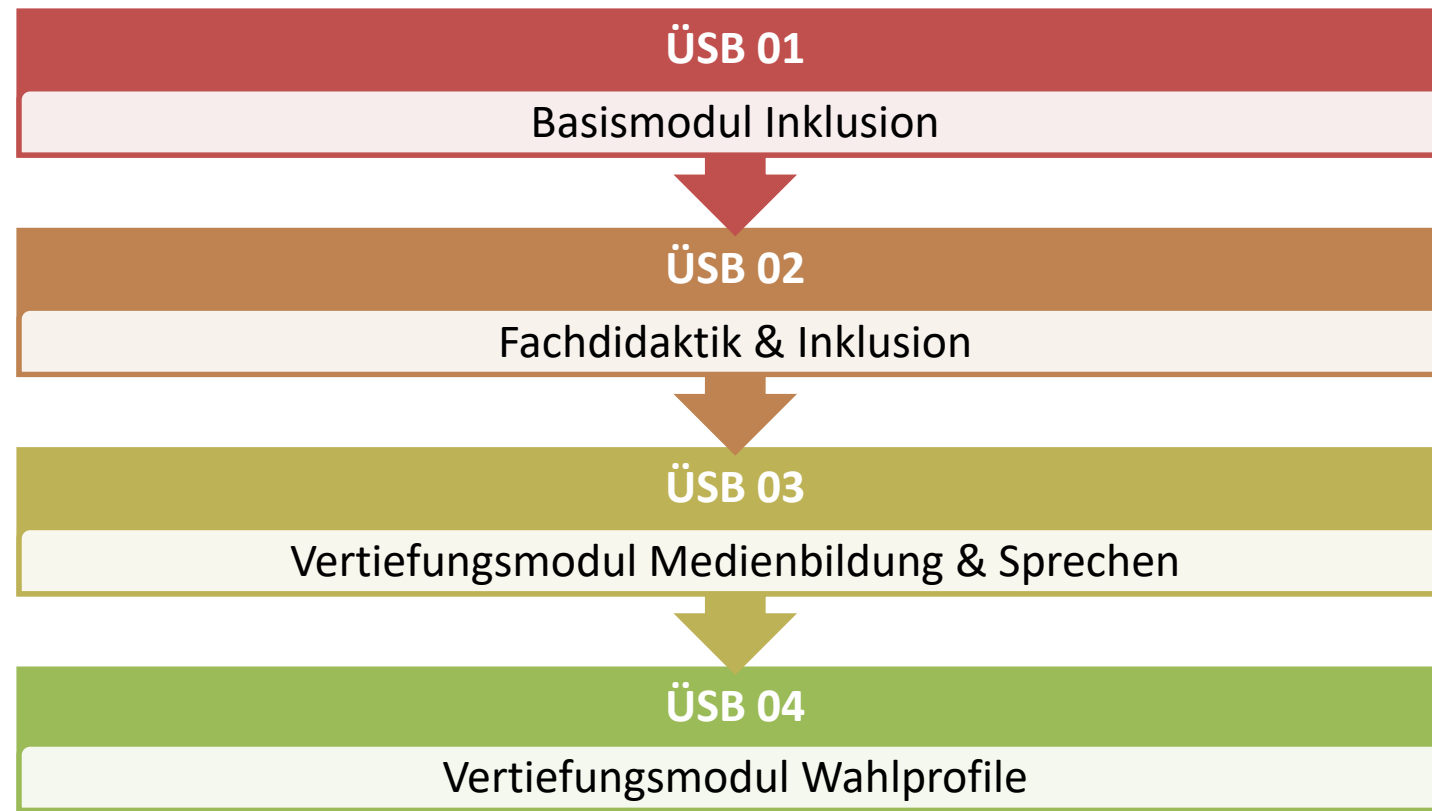 ÜSB 01
Basismodul Inklusion
ÜSB 02
Fachdidaktik & Inklusion
ÜSB 03
Vertiefungsmodul Medienbildung & Sprechen
ÜSB 04
Vertiefungsmodul Wahlprofile